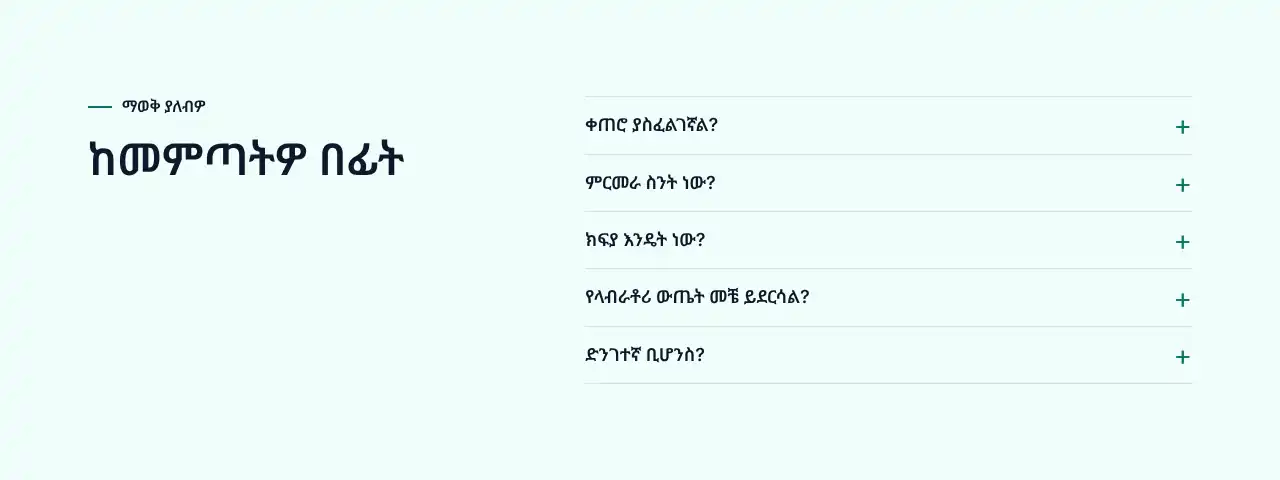 ማወቅ ያለብዎ
ከመምጣትዎ በፊት
ቀጠሮ ያስፈልገኛል?
ምርመራ ስንት ነው?
ክፍያ እንዴት ነው?
የላብራቶሪ ውጤት መቼ ይደርሳል?
ድንገተኛ ቢሆንስ?